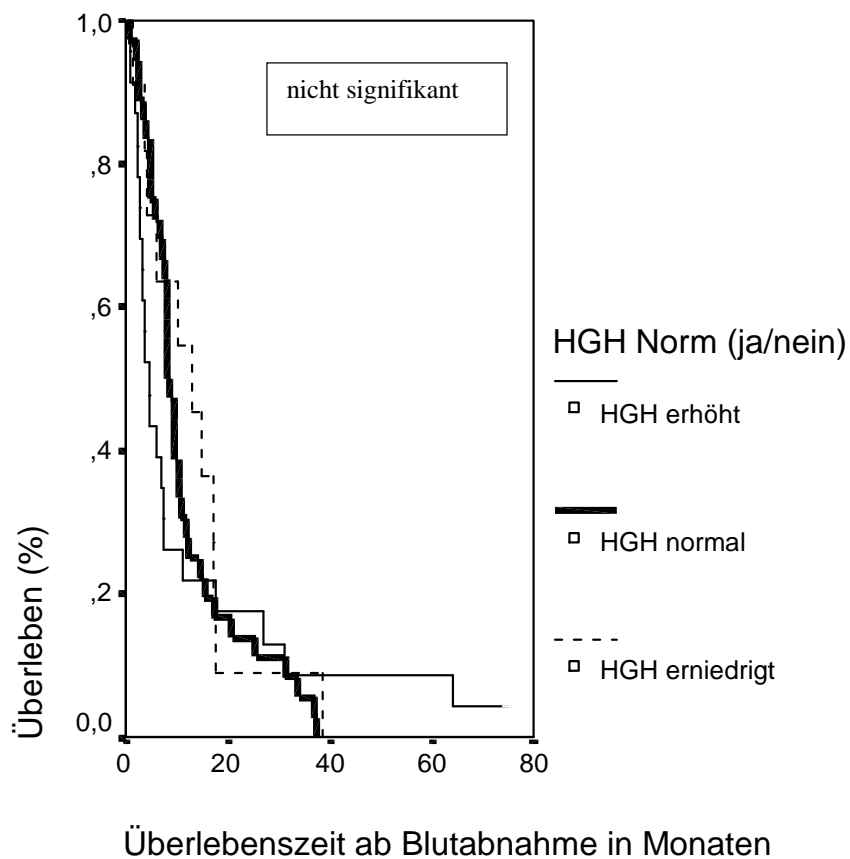 1,0
nicht signifikant
,8
,6
,4
,2
0,0
Überleben (%)
0 20 40 60 80
Überlebenszeit ab Blutabnahme in Monaten
HGH Norm (ja/nein)
HGH erhöht
HGH normal
HGH erniedrigt